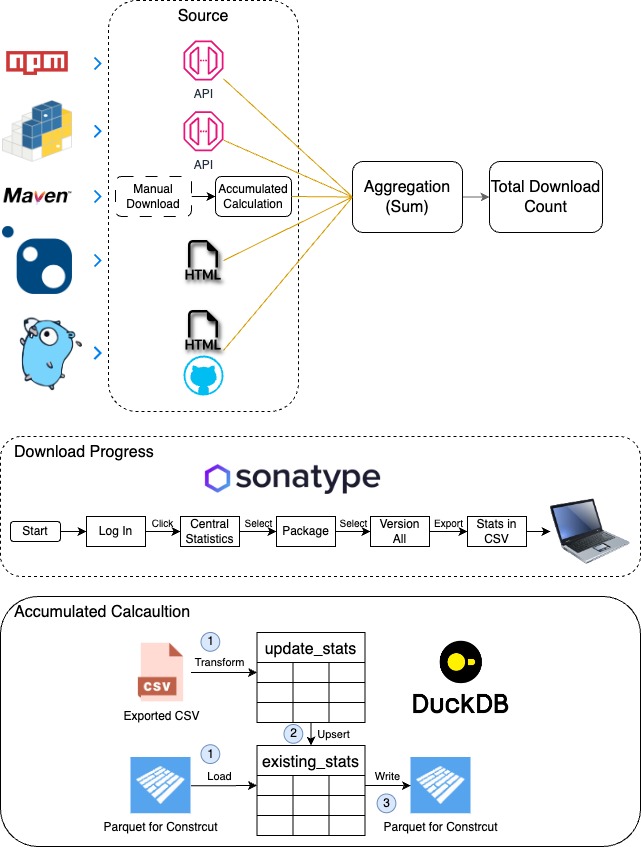 Source
npm
API
API
Maven™
Manual
Download
Accumulated
Calculation
Aggregation
(Sum)
Total Download
Count
HTML
HTML
Download Progress
sonatype
Start
Log In
Click
Central
Statistics
Select
Package
Select
Version
All
Export
Stats in
CSV
Accumulated Calcaultion
1
Transform
CSV
Exported CSV
update_stats
DuckDB
2
Upsert
1
Load
existing_stats
Write
3
Parquet for Constrcut
Parquet for Constrcut